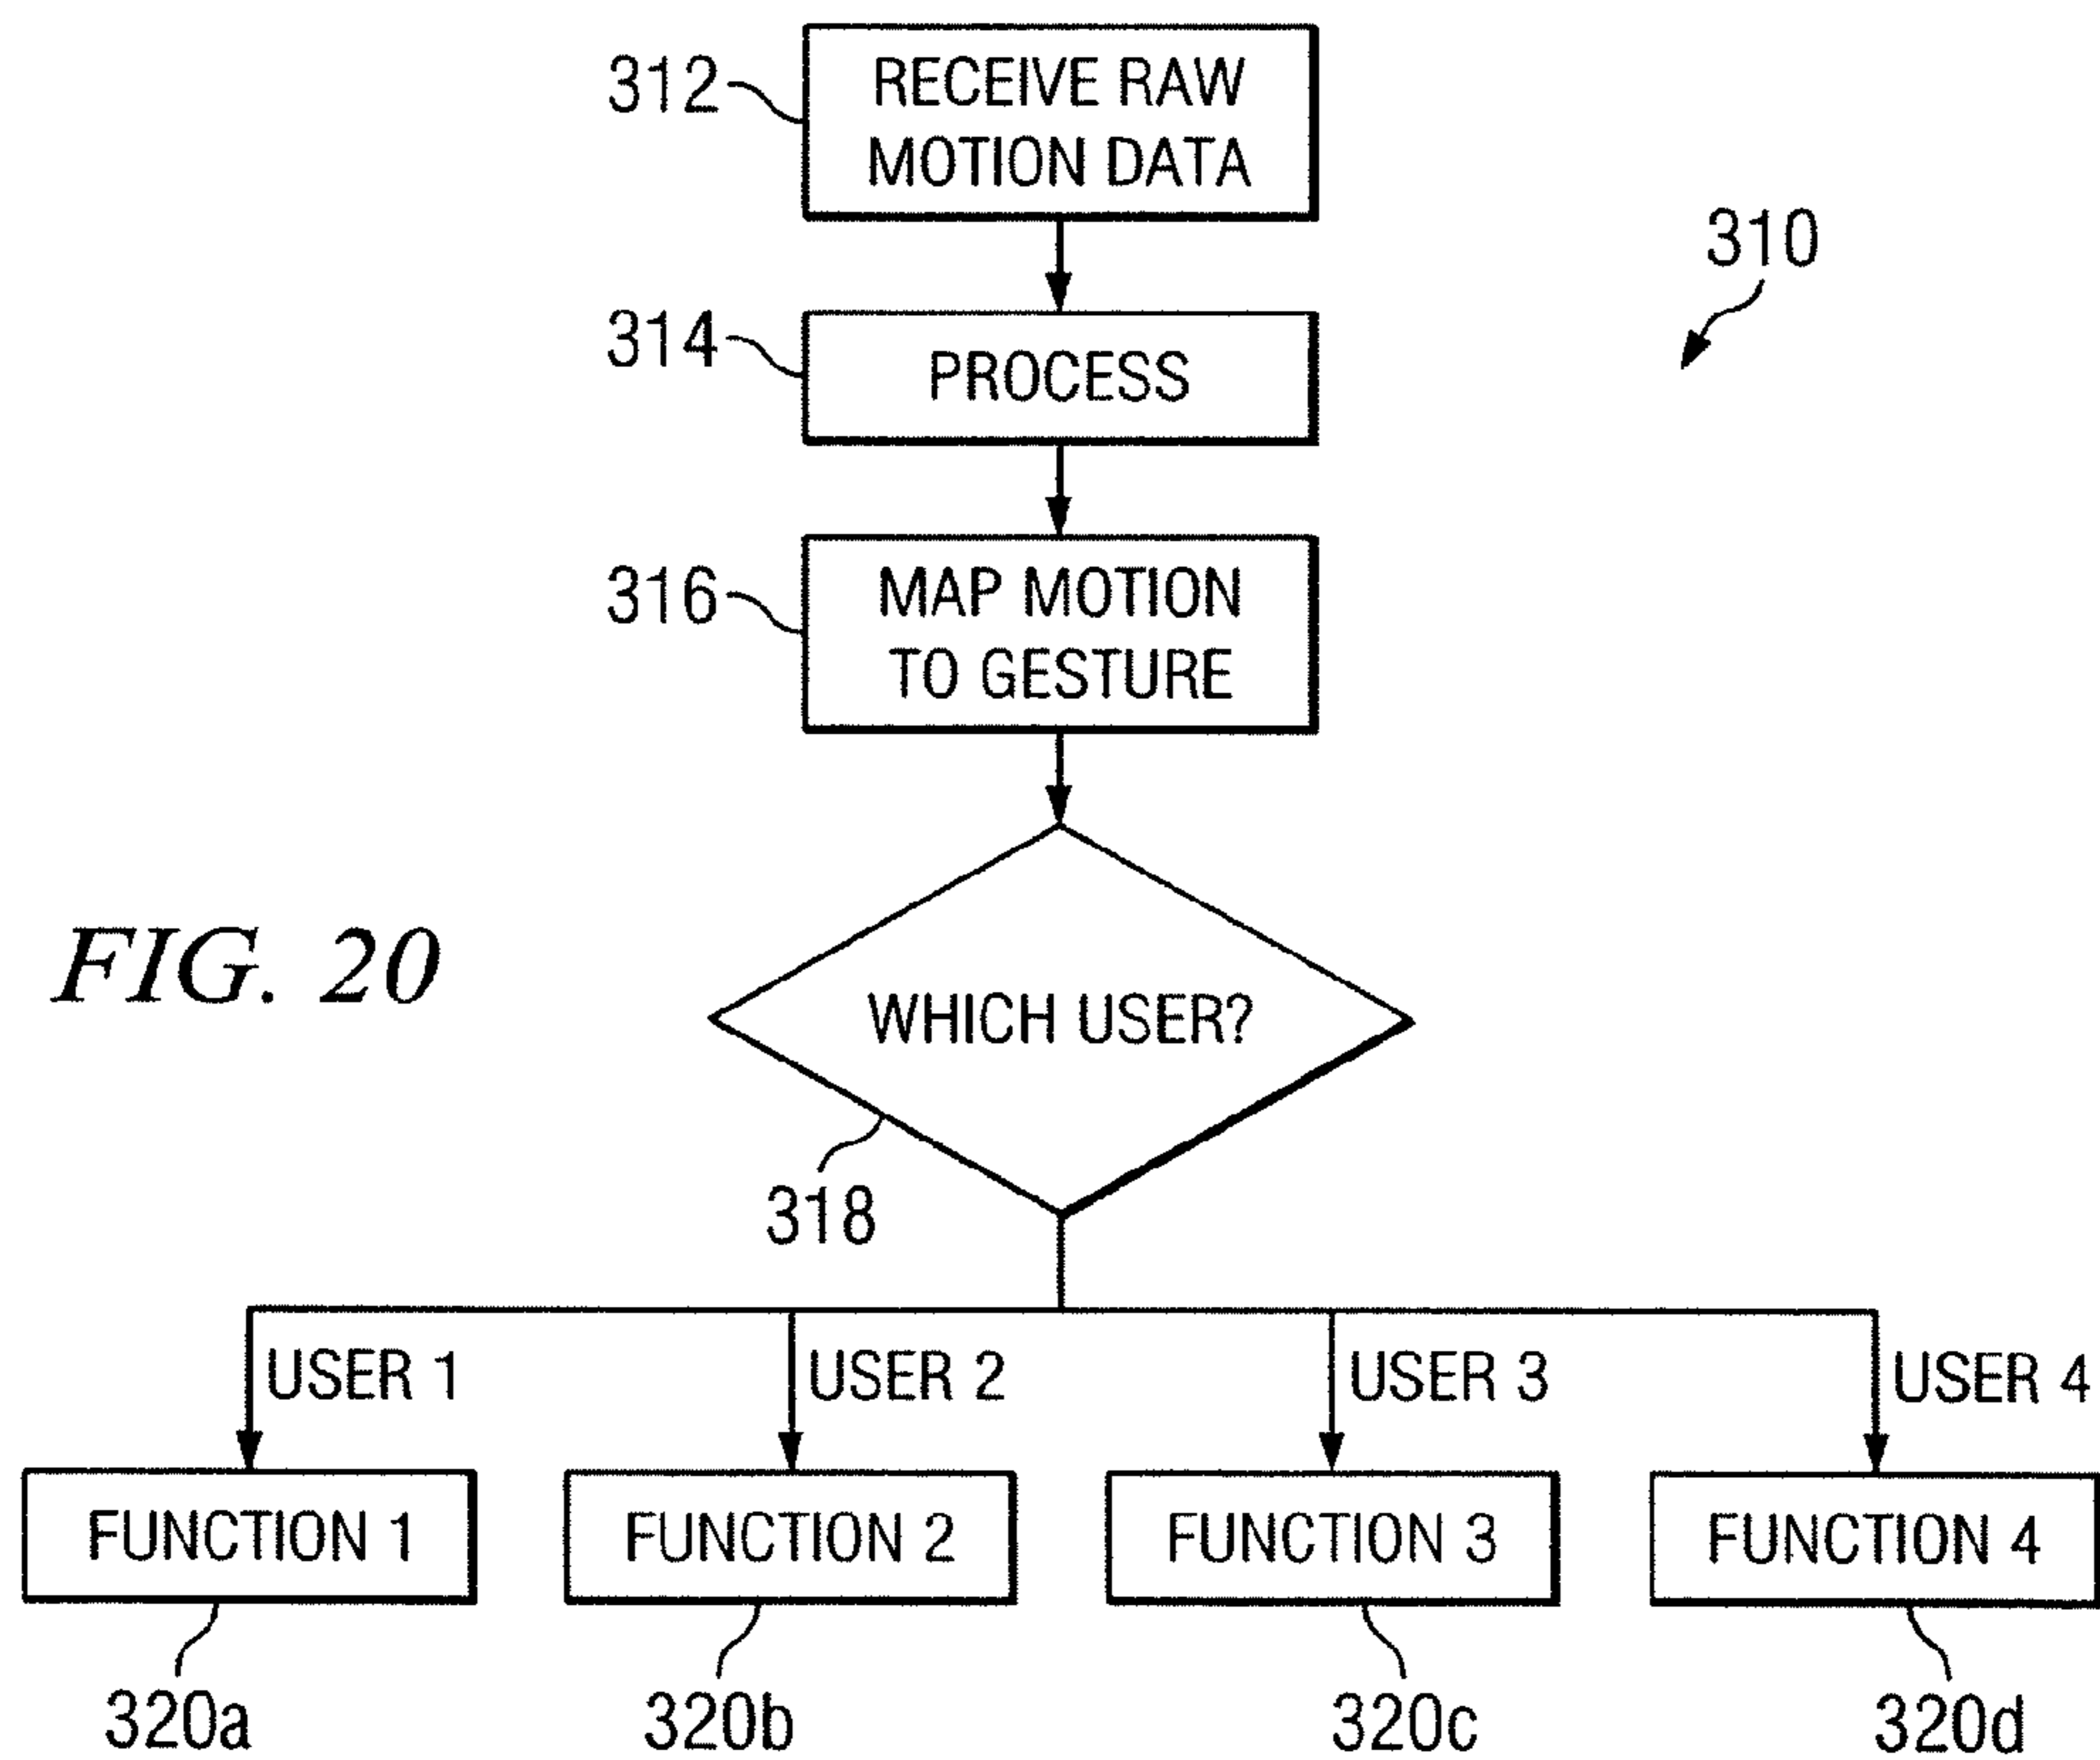 312
RECEIVE RAW
MOTION DATA
310
314
PROCESS
316
MAP MOTION
TO GESTURE
FIG. 20
WHICH USER?
318
USER 1
USER 2
USER 3
USER 4
FUNCTION 1
FUNCTION 2
FUNCTION 3
FUNCTION 4
320a
320b
320c
320d